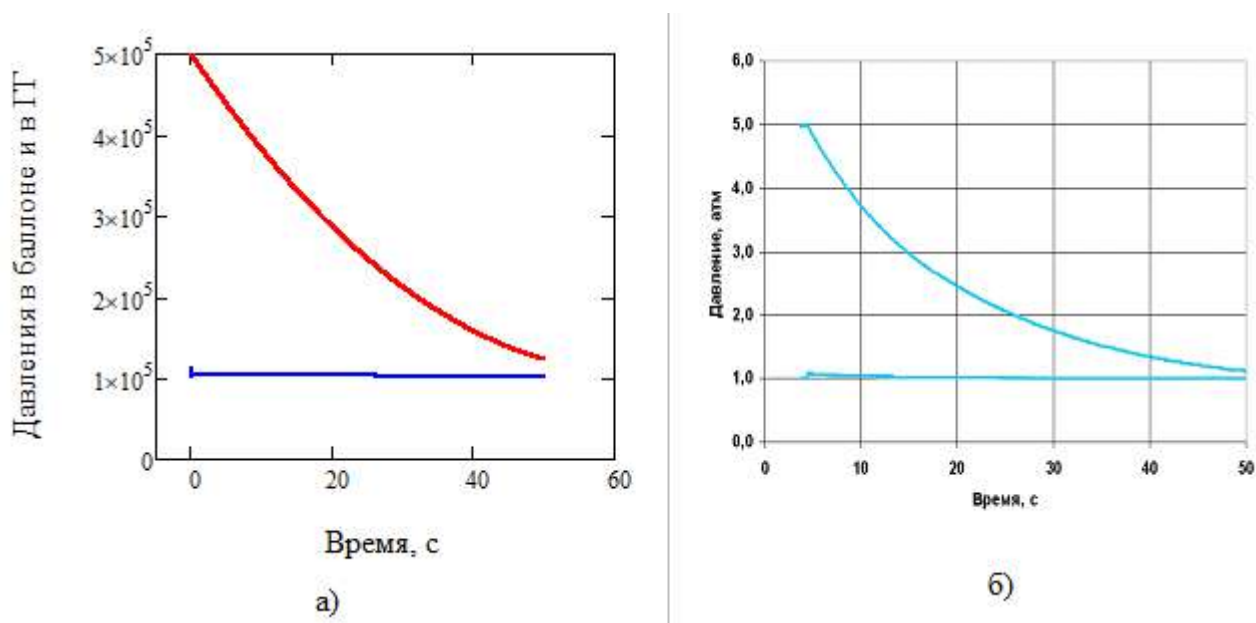 Давления в баллоне и в ГТ
5×10⁵
4×10⁵
3×10⁵
2×10⁵
1×10⁵
0
0 20 40 60
Время, с
а)
Давление, атм
6,0
5,0
4,0
3,0
2,0
1,0
0,0
0 10 20 30 40 50
Время, с
б)